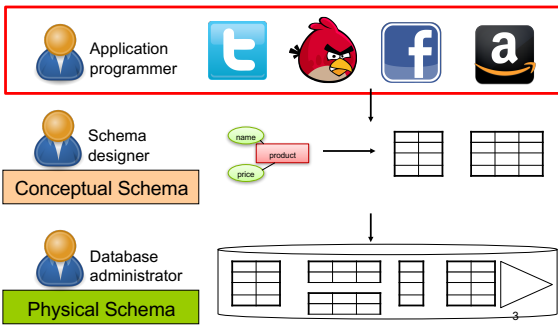 Application
programmer
t
f
a
Schema
designer
Conceptual Schema
name
product
price
Database
administrator
Physical Schema
3